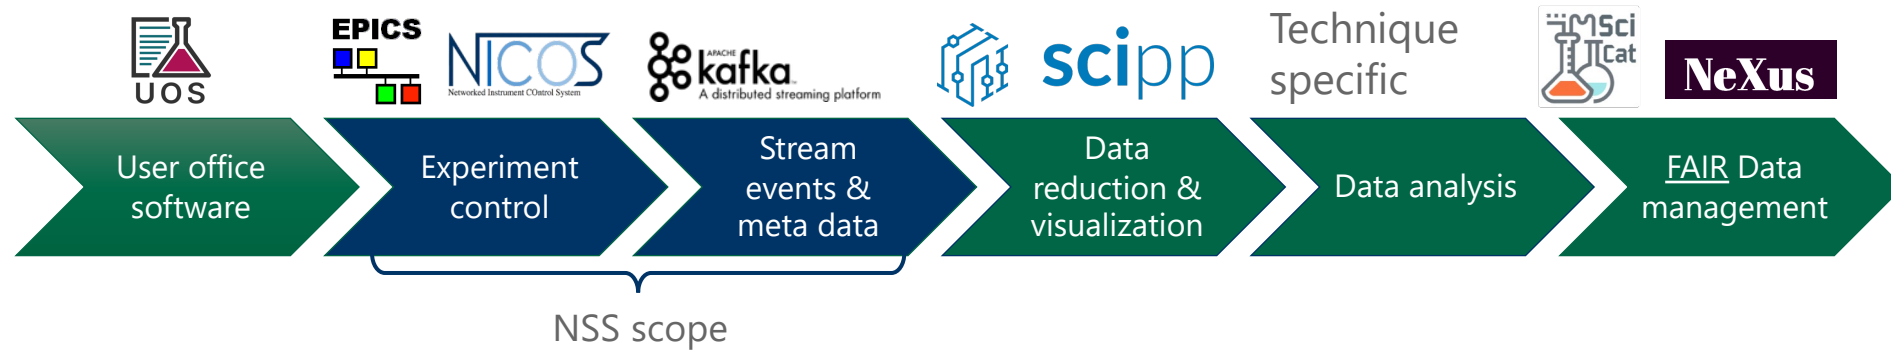 UOS
EPICS
NICOS
Networked Instrument COntrol System
APACHE
kafka
A distributed streaming platform
scipp
Technique
specific
SciCat
NeXus
User office
software
Experiment
control
Stream
events &
meta data
Data
reduction &
visualization
Data analysis
FAIR Data
management
NSS scope